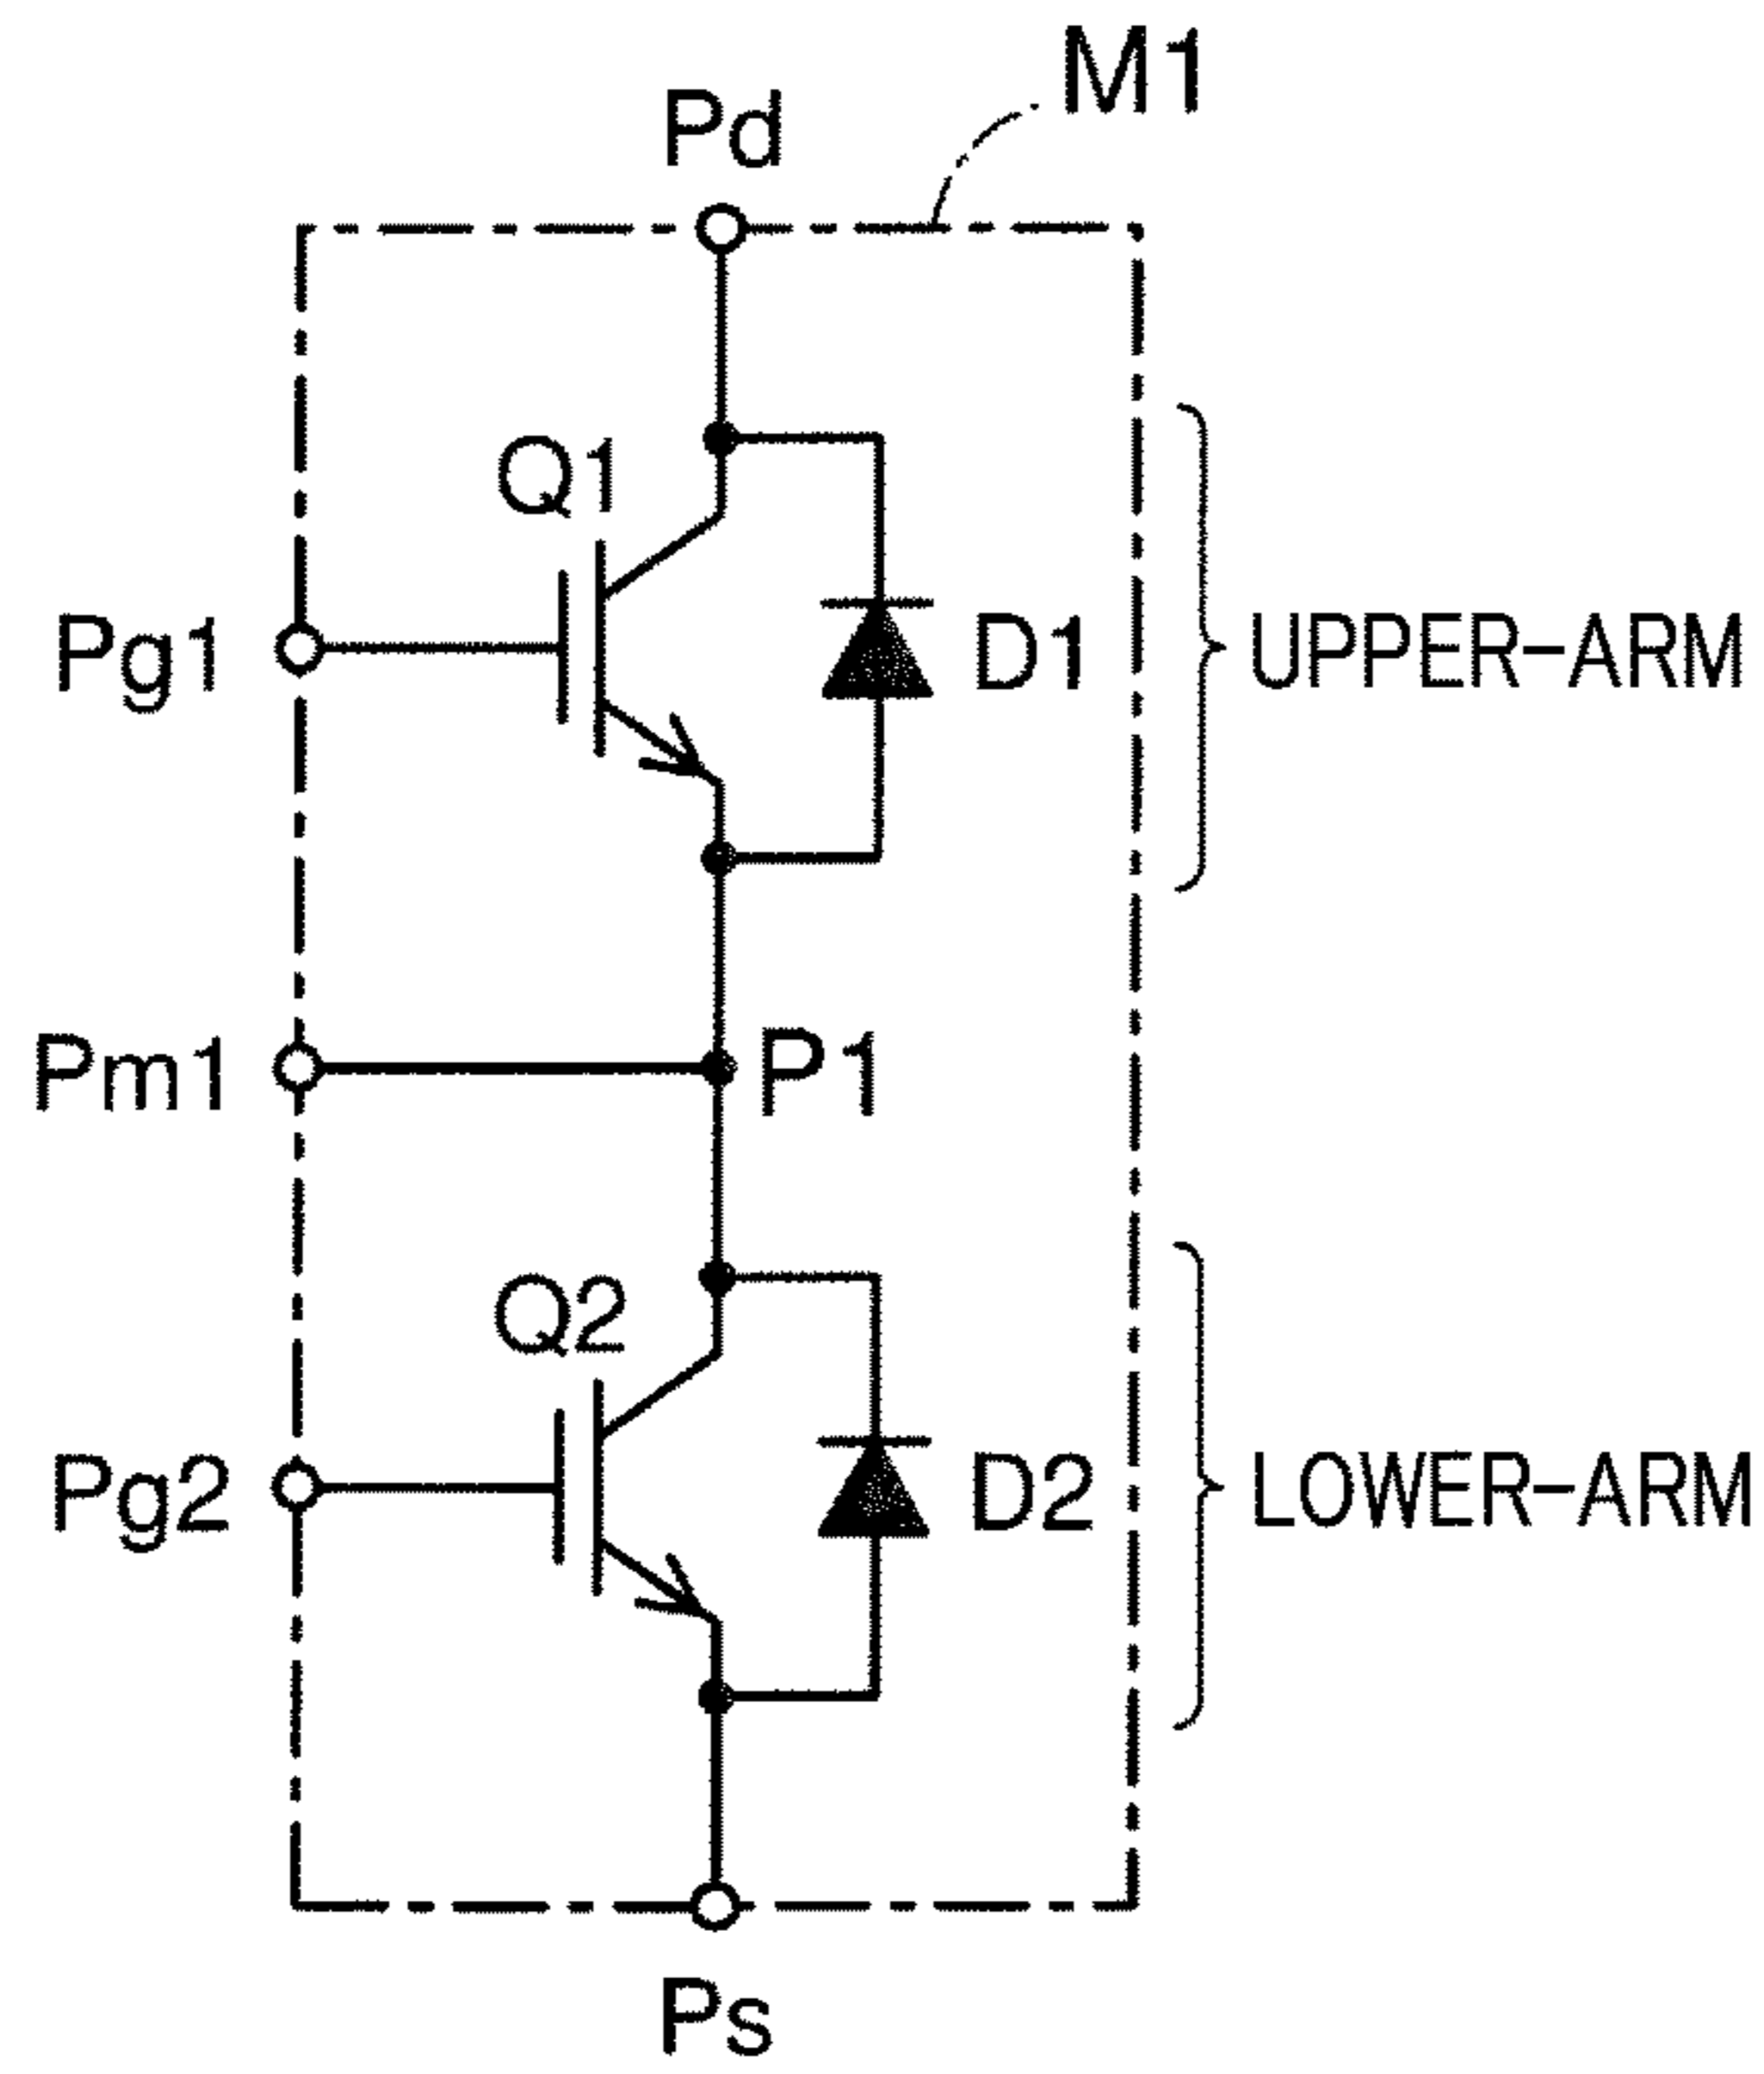 M1
Pd
Q1
Pg1
D1
UPPER-ARM
Pm1
P1
Q2
Pg2
D2
LOWER-ARM
Ps